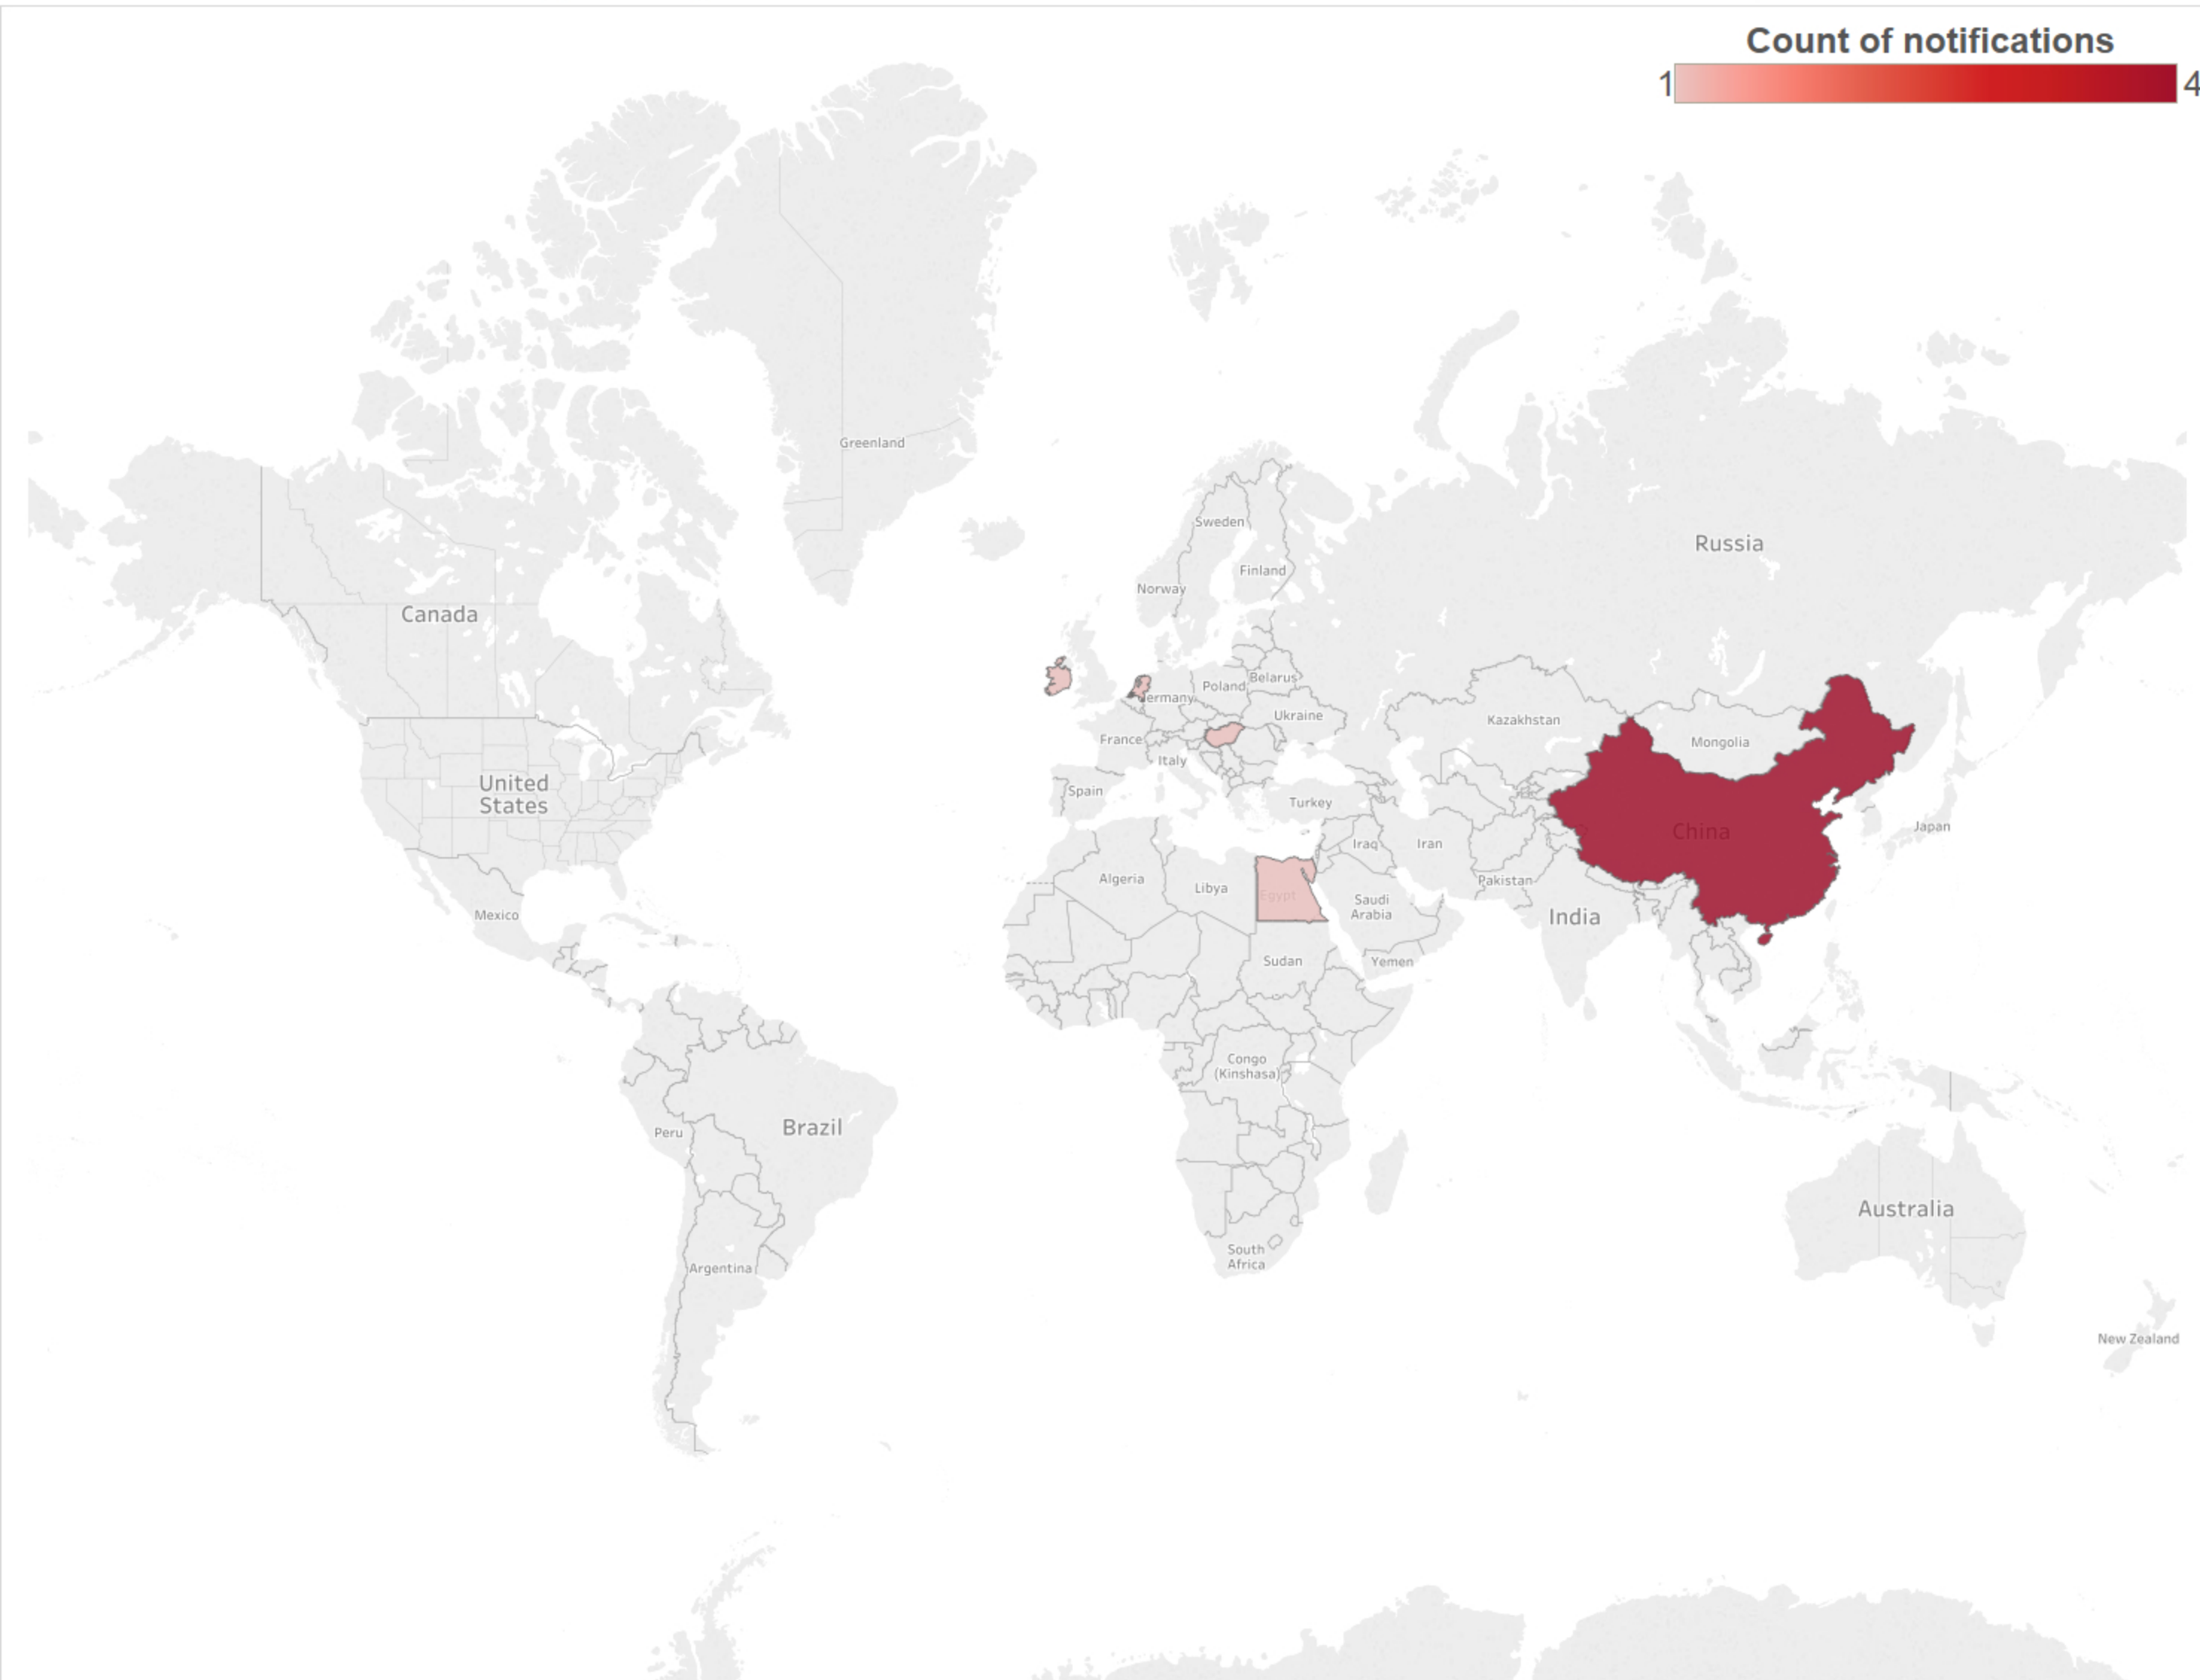 Count of notifications
1
4
Greenland
Sweden
Russia
Finland
Norway
Canada
Belarus
Poland
ermany
Ukraine
Kazakhstan
France
Mongolia
Italy
United
States
Spain
Turkey
Japan
China
Iraq
Iran
Algeria
Pakistan
Libya
Egypt
Saudi
Arabia
Mexico
India
Sudan
Yemen
Congo
(Kinshasa)
Brazil
Peru
Australia
South
Africa
Argentina
New Zealand